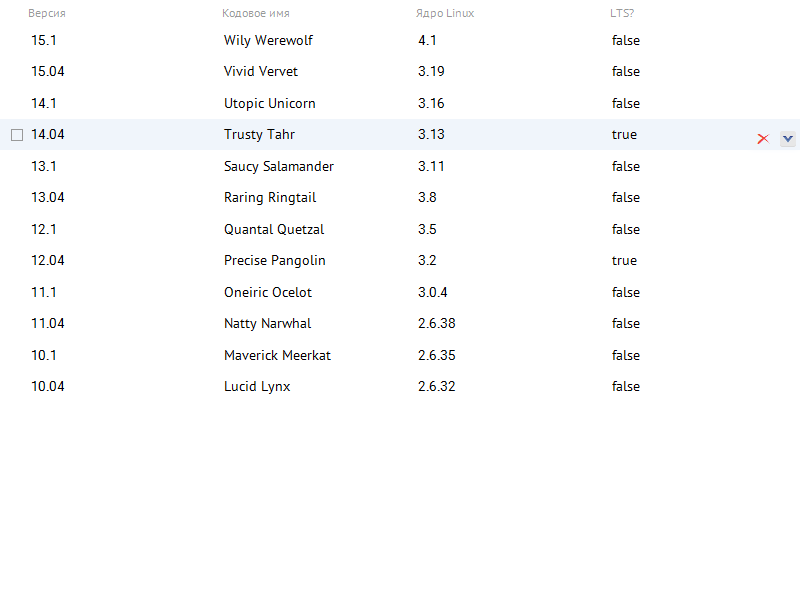 Версия Кодовое имя Ядро Linux LTS?
15.1 Wily Werewolf 4.1 false
15.04 Vivid Vervet 3.19 false
14.1 Utopic Unicorn 3.16 false
14.04 Trusty Tahr 3.13 true
13.1 Saucy Salamander 3.11 false
13.04 Raring Ringtail 3.8 false
12.1 Quantal Quetzal 3.5 false
12.04 Precise Pangolin 3.2 true
11.1 Oneiric Ocelot 3.0.4 false
11.04 Natty Narwhal 2.6.38 false
10.1 Maverick Meerkat 2.6.35 false
10.04 Lucid Lynx 2.6.32 false